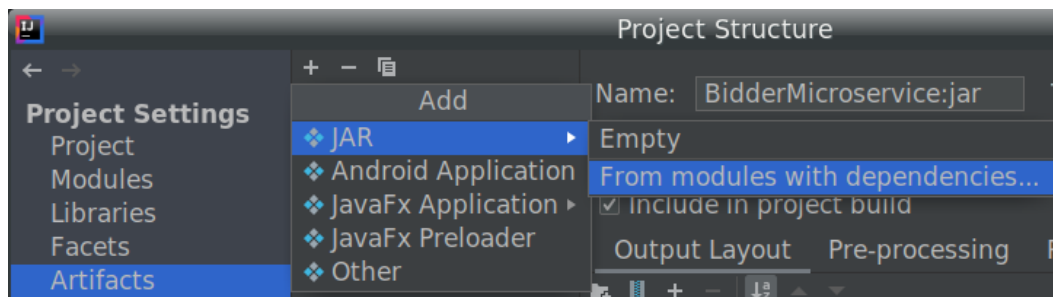 IJ
Project Structure
Project Settings
Project
Modules
Libraries
Facets
Artifacts
Add
JAR
Android Application
JavaFx Application
JavaFx Preloader
Other
Name: BidderMicroservice:jar
Empty
From modules with dependencies...
Include in project build
Output Layout Pre-processing